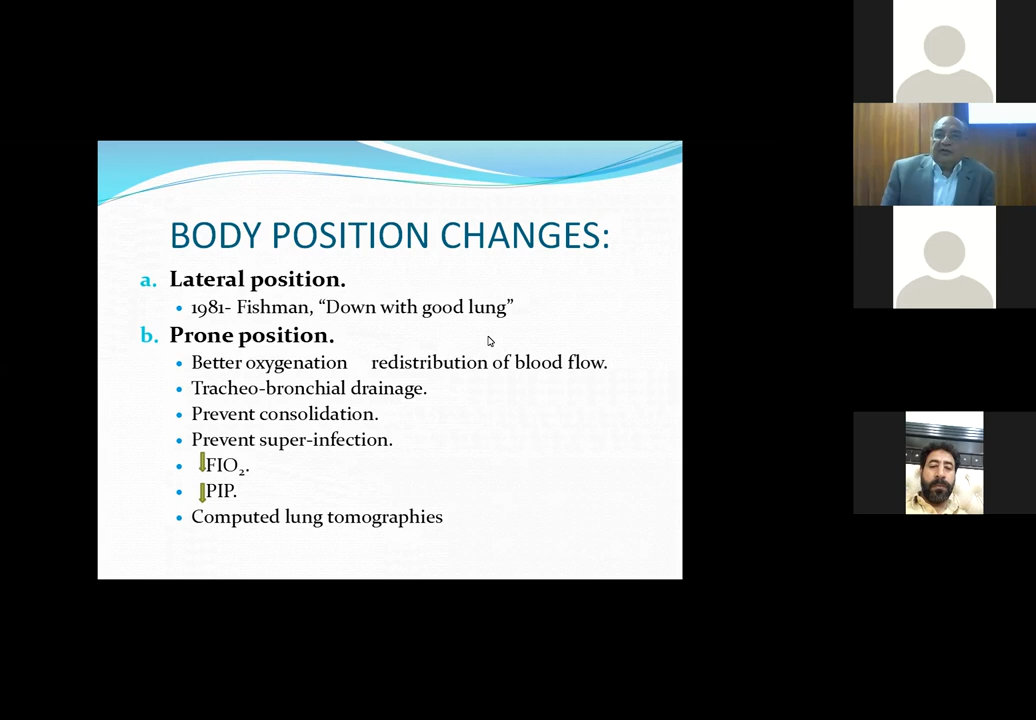 BODY POSITION CHANGES:
a. Lateral position.
• 1981- Fishman, “Down with good lung”
b. Prone position.
• Better oxygenation redistribution of blood flow.
• Tracheo-bronchial drainage.
• Prevent consolidation.
• Prevent super-infection.
• FIO₂.
• PIP.
• Computed lung tomographies